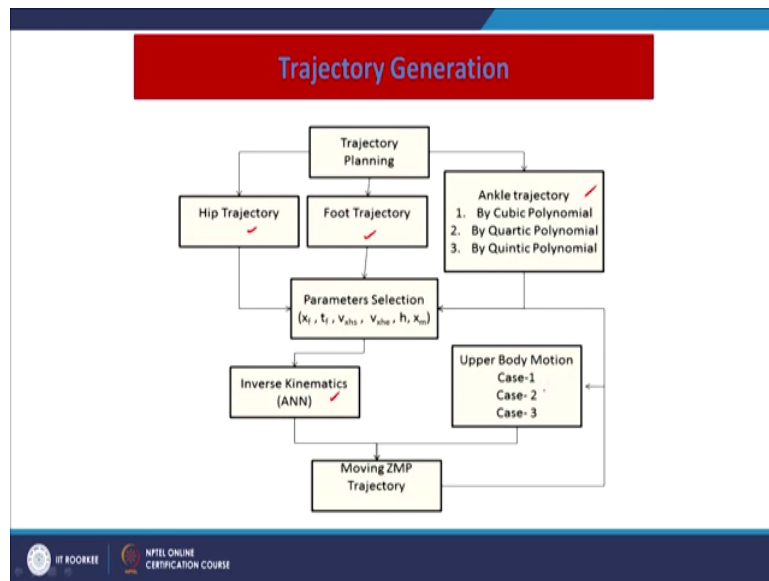 Trajectory Generation
Trajectory
Planning
Hip Trajectory
Foot Trajectory
Ankle trajectory
1. By Cubic Polynomial
2. By Quartic Polynomial
3. By Quintic Polynomial
Parameters Selection
(xf , tf , vxhs , vxhe , h, xm)
Inverse Kinematics
(ANN)
Upper Body Motion
Case-1
Case- 2
Case- 3
Moving ZMP
Trajectory
IIT ROORKEE
NPTEL ONLINE
CERTIFICATION COURSE